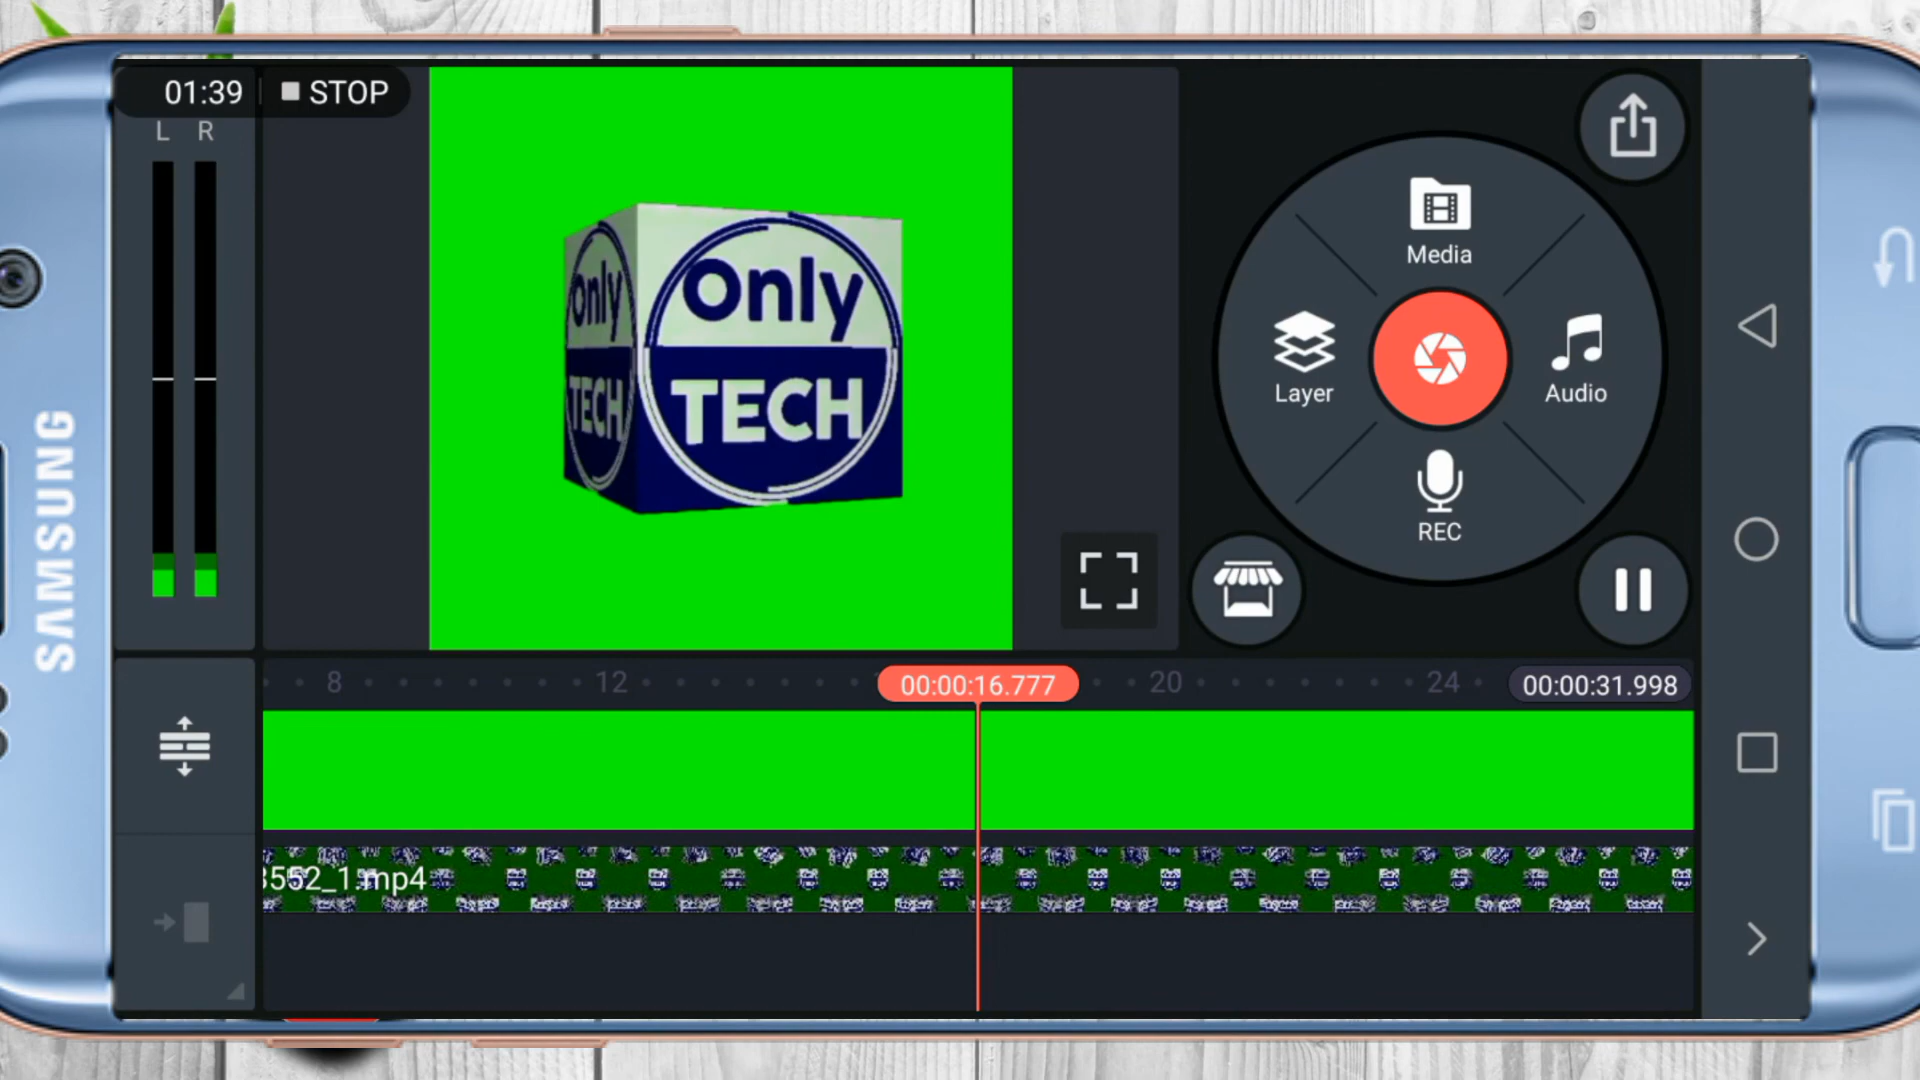 01:39 STOP
L R
Only
TECH
Only
TECH
Media
Layer
Audio
REC
8 12 00:00:16.777 20 24 00:00:31.998
3552_1.mp4
SAMSUNG